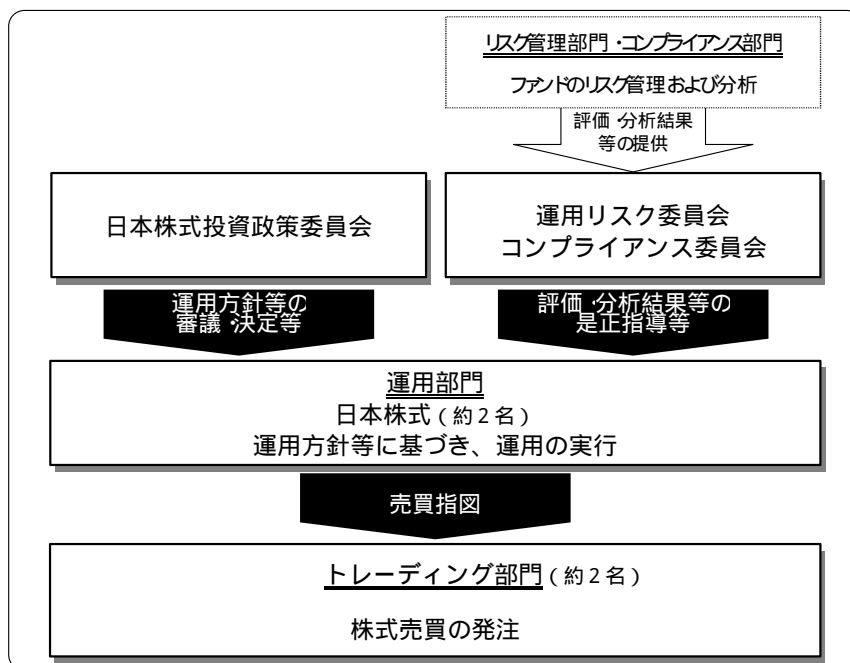 リスク管理部門・コンプライアンス部門
ファンドのリスク管理および分析
評価・分析結果
等の提供
日本株式投資政策委員会
運用リスク委員会
コンプライアンス委員会
運用方針等の
審議・決定等
評価・分析結果等の
是正指導等
運用部門
日本株式(約2名)
運用方針等に基づき、運用の実行
売買指図
トレーディング部門(約2名)
株式売買の発注